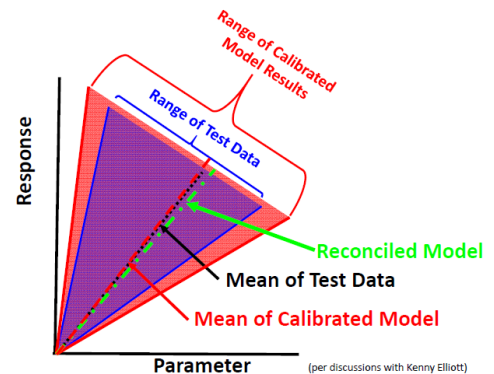 Range of Calibrated
Model Results
Range of Test Data
Response
Reconciled Model
Mean of Test Data
Mean of Calibrated Model
Parameter
(per discussions with Kenny Elliott)